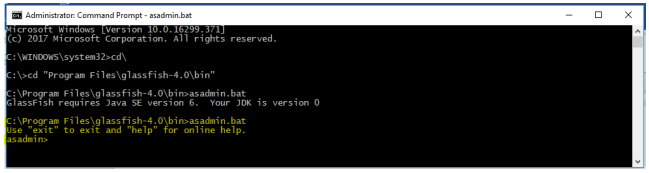 Administrator: Command Prompt - asadmin.bat
Microsoft Windows [Version 10.0.16299.371]
(c) 2017 Microsoft Corporation. All rights reserved.
C:\WINDOWS\system32>cd\
C:\>cd "Program Files\glassfish-4.0\bin"
C:\Program Files\glassfish-4.0\bin>asadmin.bat
GlassFish requires Java SE version 6.  Your JDK is version 0
C:\Program Files\glassfish-4.0\bin>asadmin.bat
Use "exit" to exit and "help" for online help.
asadmin>